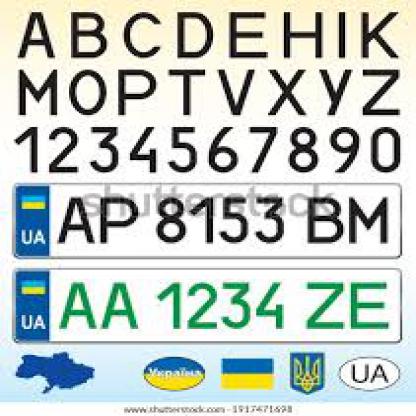 ABCDEHIK
MOPTVXYZ
1234567890
shutterstock
UA AP 8153 BM
UA AA 1234 ZE
Україна UA
www.shutterstock.com · 1917471698